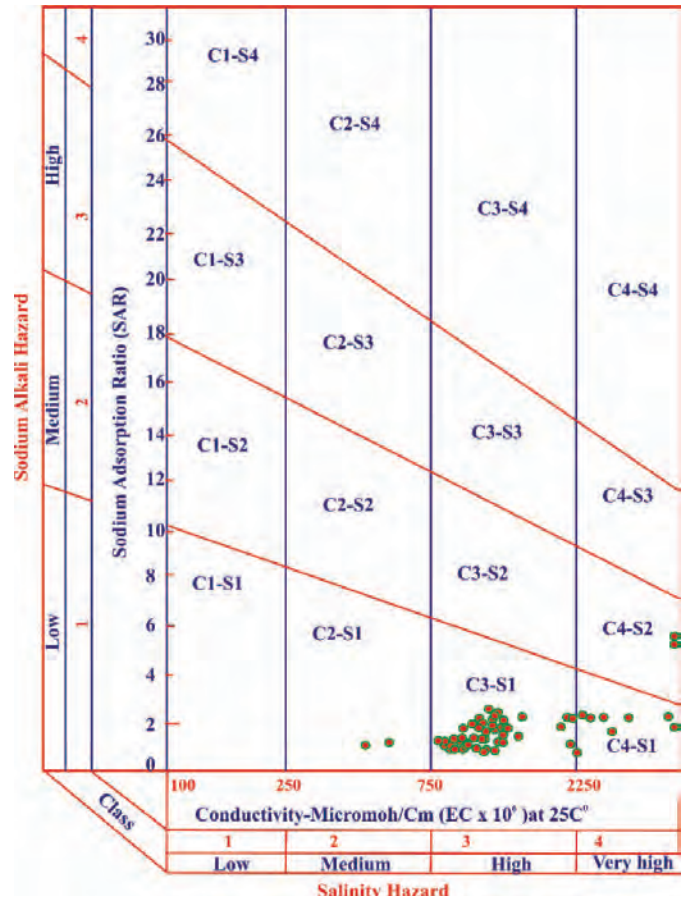 4
High
3
Medium
2
Low
1
Sodium Alkali Hazard
Sodium Adsorption Ratio (SAR)
30
28
26
24
22
20
18
16
14
12
10
8
6
4
2
0
C1-S4
C2-S4
C3-S4
C4-S4
C1-S3
C2-S3
C3-S3
C4-S3
C1-S2
C2-S2
C3-S2
C4-S2
C1-S1
C2-S1
C3-S1
C4-S1
100 250 750 2250
Class
Conductivity-Micromoh/Cm (EC x 10⁶ )at 25C⁰
1 2 3 4
Low Medium High Very high
Salinity Hazard